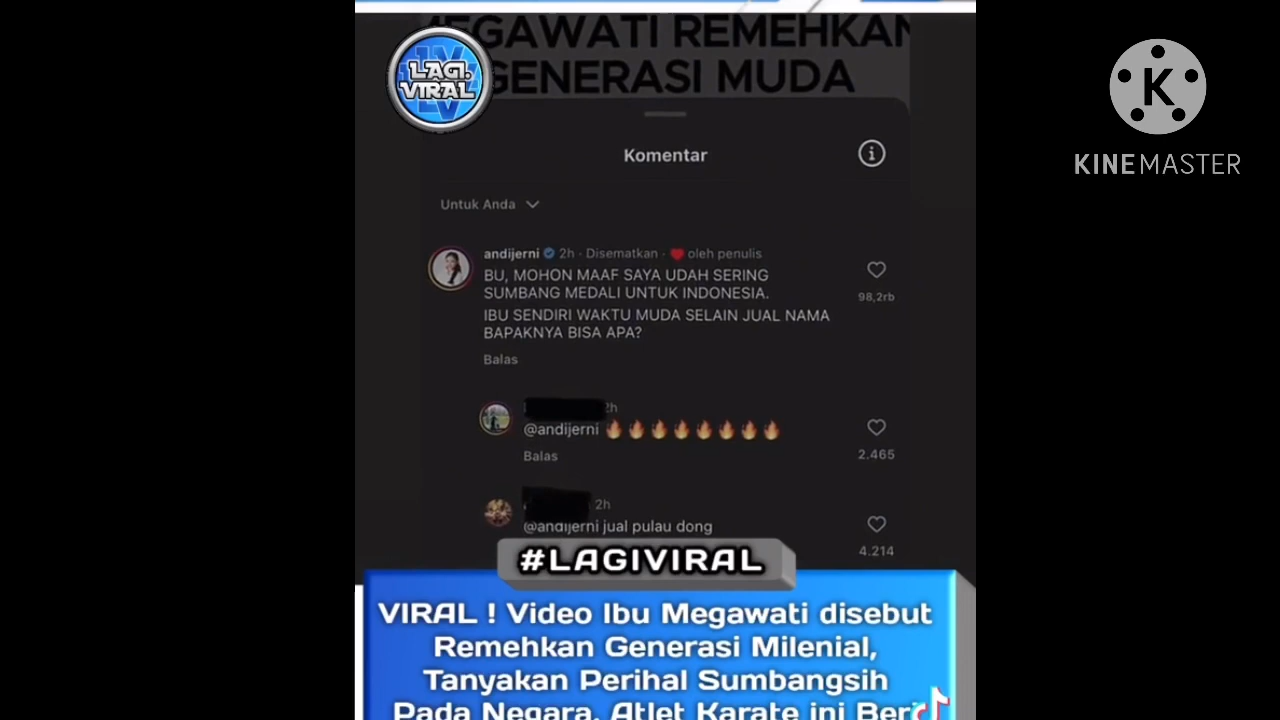 MEGAWATI REMEHKAN
GENERASI MUDA
LAGI.
VIRAL
K
KINEMASTER
Komentar
Untuk Anda
andijerni 2h · Disematkan · oleh penulis
BU, MOHON MAAF SAYA UDAH SERING
SUMBANG MEDALI UNTUK INDONESIA.
IBU SENDIRI WAKTU MUDA SELAIN JUAL NAMA
BAPAKNYA BISA APA?
98,2rb
Balas
2h
@andijerni 🔥🔥🔥🔥🔥🔥🔥🔥
Balas
2.465
2h
@andijerni jual pulau dong
4.214
#LAGIVIRAL
VIRAL ! Video Ibu Megawati disebut
Remehkan Generasi Milenial,
Tanyakan Perihal Sumbangsih
Pada Negara. Atlet Karate ini Beri